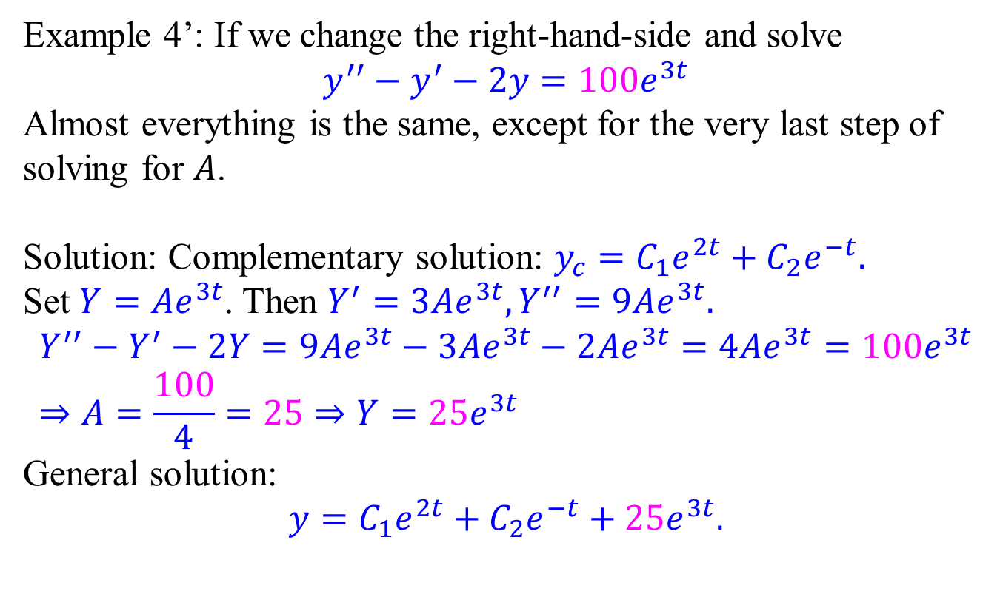 Example 4’: If we change the right-hand-side and solve
y′′ − y′ − 2y = 100e^{3t}
Almost everything is the same, except for the very last step of
solving for A.
Solution: Complementary solution: y_c = C_1e^{2t} + C_2e^{−t}.
Set Y = Ae^{3t}. Then Y′ = 3Ae^{3t}, Y′′ = 9Ae^{3t}.
Y′′ − Y′ − 2Y = 9Ae^{3t} − 3Ae^{3t} − 2Ae^{3t} = 4Ae^{3t} = 100e^{3t}
⇒ A = 100/4 = 25 ⇒ Y = 25e^{3t}
General solution:
y = C_1e^{2t} + C_2e^{−t} + 25e^{3t}.